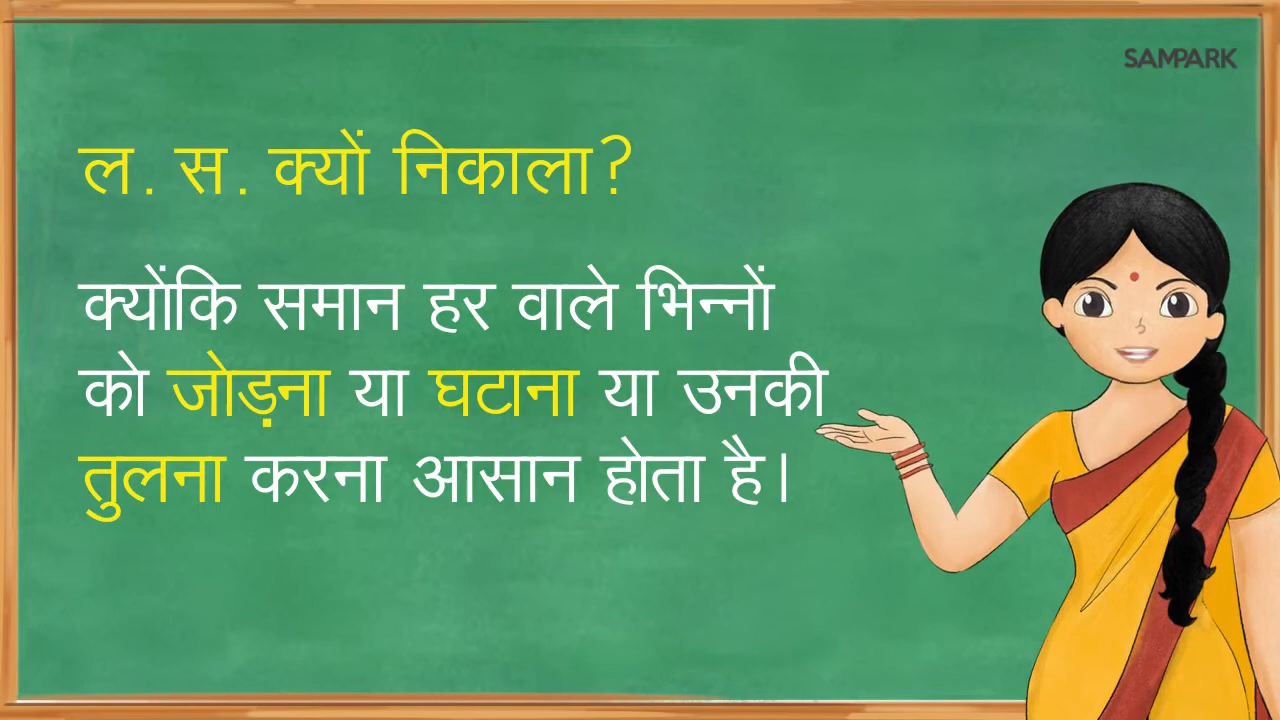 SAMPARK
ल. स. क्यों निकाला?
क्योंकि समान हर वाले भिन्नों
को जोड़ना या घटाना या उनकी
तुलना करना आसान होता है।